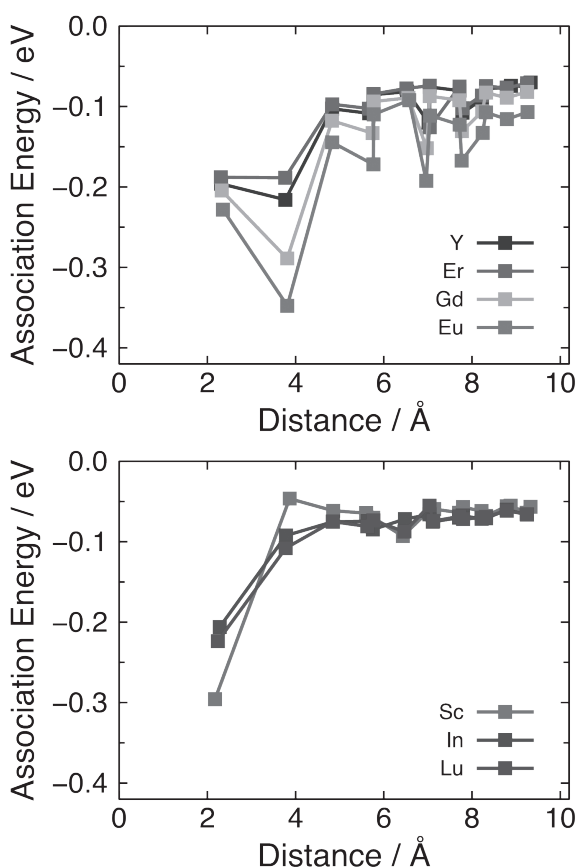 Association Energy / eV
0.0
−0.1
−0.2
−0.3
−0.4
Y
Er
Gd
Eu
0 2 4 6 8 10
Distance / Å
Association Energy / eV
0.0
−0.1
−0.2
−0.3
−0.4
Sc
In
Lu
0 2 4 6 8 10
Distance / Å